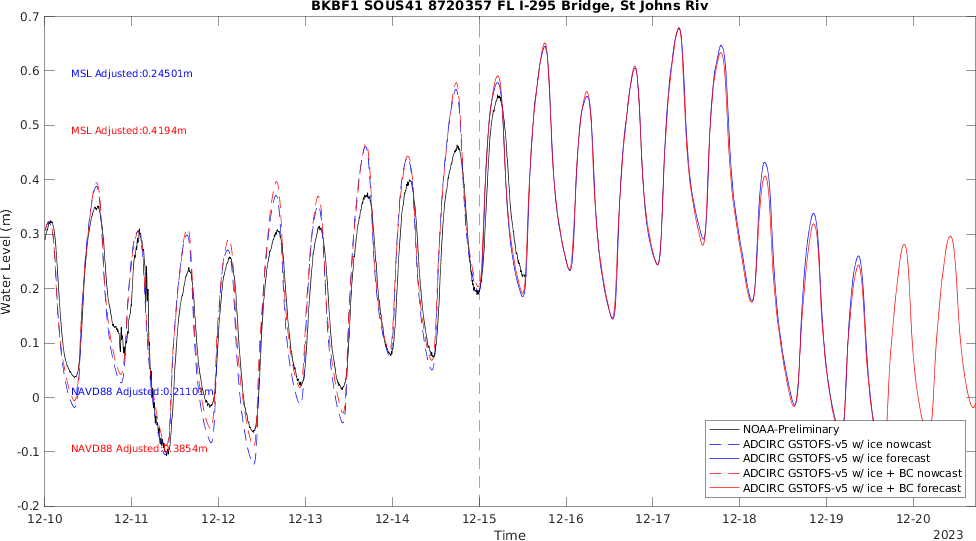 BKBF1 SOUS41 8720357 FL I-295 Bridge, St Johns Riv
0.7
0.6
0.5
0.4
0.3
0.2
0.1
0
-0.1
-0.2
Water Level (m)
MSL Adjusted:0.24501m
MSL Adjusted:0.4194m
NAVD88 Adjusted:0.21101m
NAVD88 Adjusted:0.3854m
NOAA-Preliminary
ADCIRC GSTOFS-v5 w/ ice nowcast
ADCIRC GSTOFS-v5 w/ ice forecast
ADCIRC GSTOFS-v5 w/ ice + BC nowcast
ADCIRC GSTOFS-v5 w/ ice + BC forecast
12-10 12-11 12-12 12-13 12-14 12-15 12-16 12-17 12-18 12-19 12-20
Time
2023